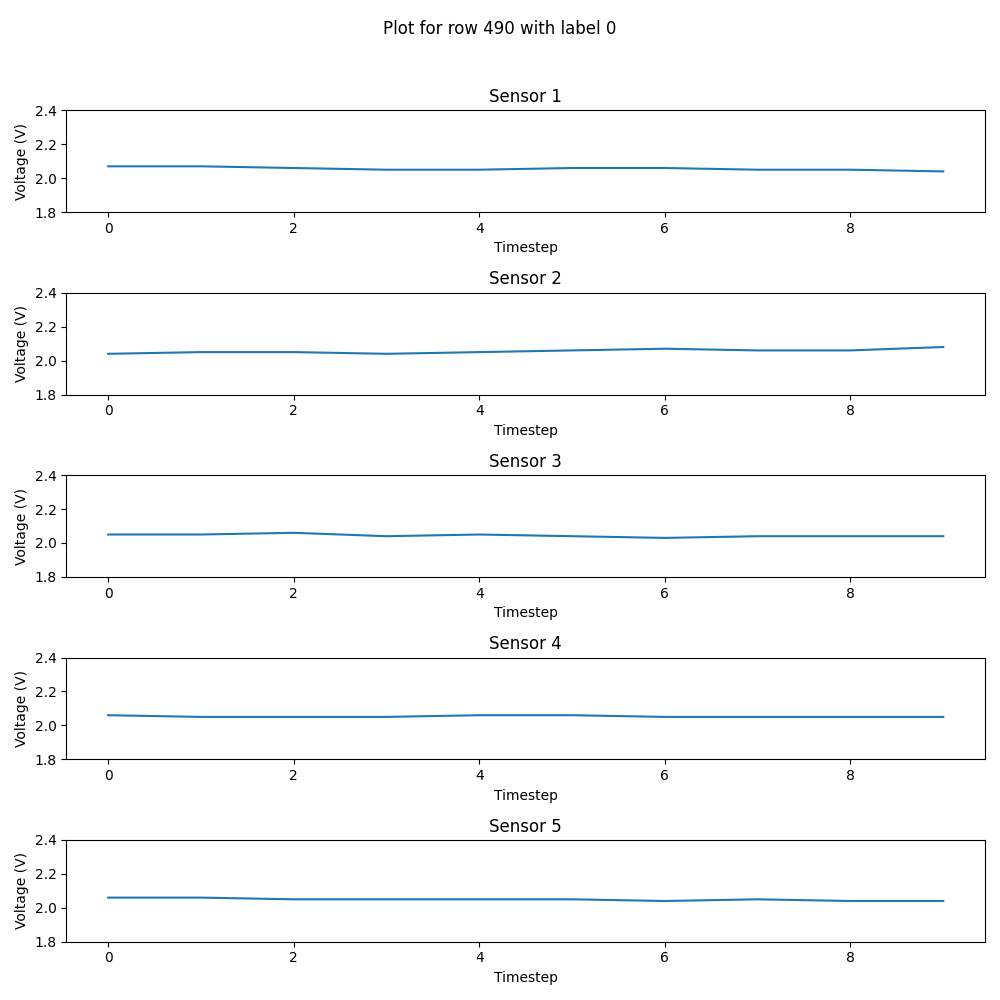 Plot for row 490 with label 0
Sensor 1
2.4
2.2
2.0
1.8
Voltage (V)
0 2 4 6 8
Timestep
Sensor 2
2.4
2.2
2.0
1.8
Voltage (V)
0 2 4 6 8
Timestep
Sensor 3
2.4
2.2
2.0
1.8
Voltage (V)
0 2 4 6 8
Timestep
Sensor 4
2.4
2.2
2.0
1.8
Voltage (V)
0 2 4 6 8
Timestep
Sensor 5
2.4
2.2
2.0
1.8
Voltage (V)
0 2 4 6 8
Timestep